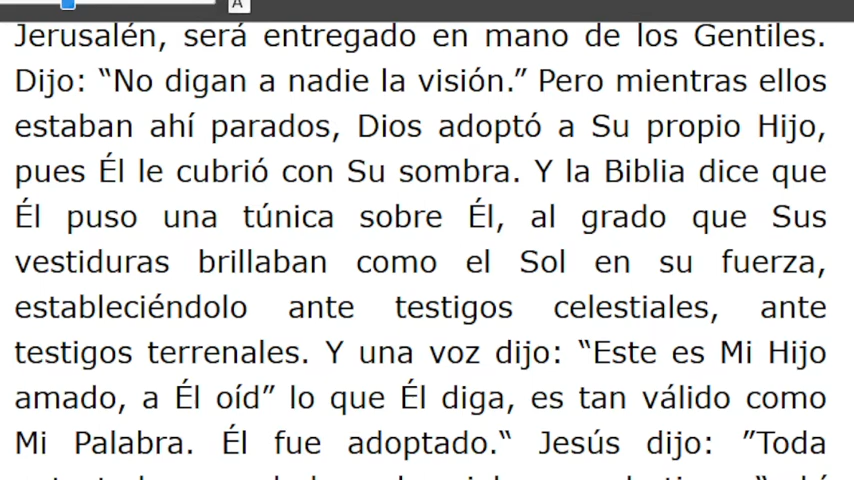 A
Jerusalén, será entregado en mano de los Gentiles.
Dijo: “No digan a nadie la visión.” Pero mientras ellos
estaban ahí parados, Dios adoptó a Su propio Hijo,
pues Él le cubrió con Su sombra. Y la Biblia dice que
Él puso una túnica sobre Él, al grado que Sus
vestiduras brillaban como el Sol en su fuerza,
estableciéndolo ante testigos celestiales, ante
testigos terrenales. Y una voz dijo: “Este es Mi Hijo
amado, a Él oíd” lo que Él diga, es tan válido como
Mi Palabra. Él fue adoptado.“ Jesús dijo: ”Toda